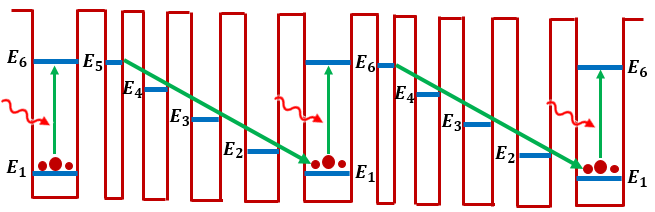 E₆ E₅ E₆ E₆
E₄ E₄
E₃ E₃
E₂ E₂
E₁ E₁ E₁